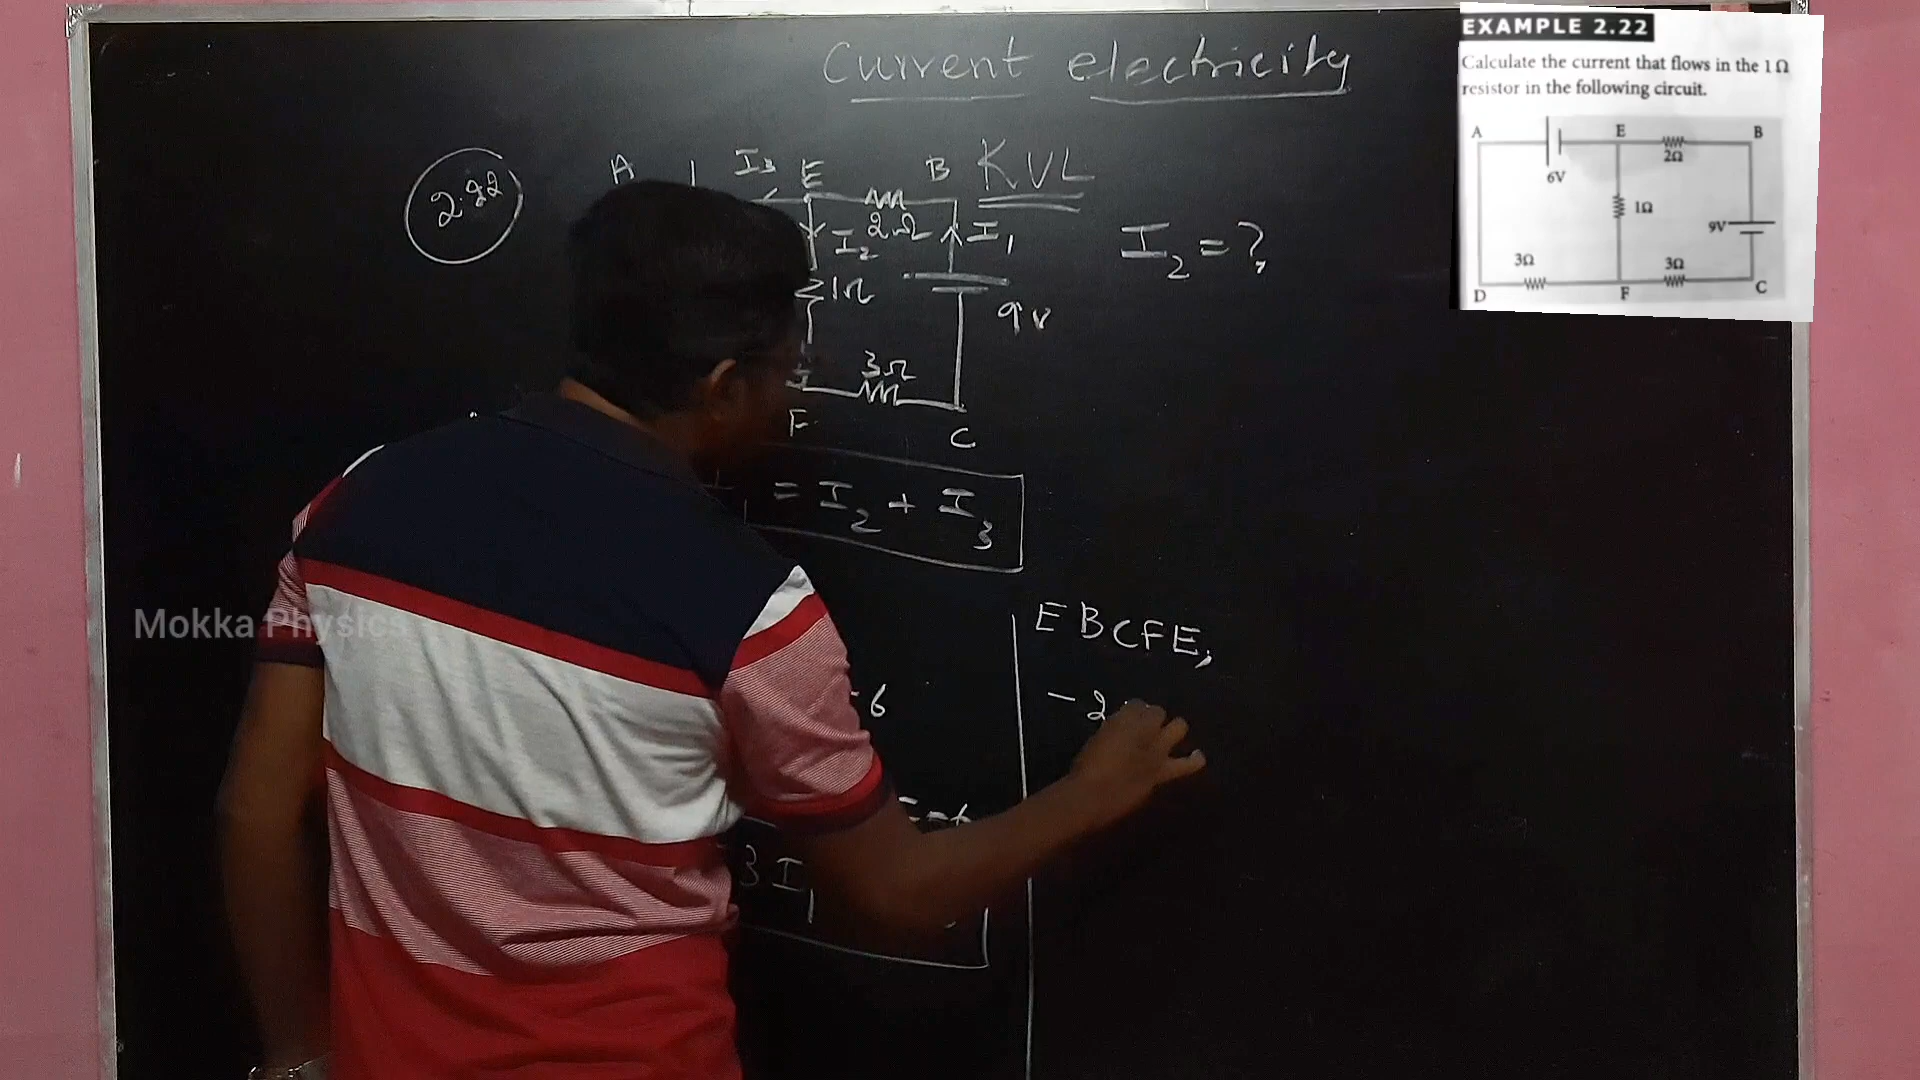 Current electricity
EXAMPLE 2.22
Calculate the current that flows in the 1 Ω
resistor in the following circuit.
A E B
6V 2Ω
1Ω
9V
3Ω 3Ω
D F C
2.22
A I3 E B KVL
2Ω I1
I2
I2 = ?
1Ω
9V
3Ω
F C
= I2 + I3
Mokka Physics
EBCFE,
6
- 2
3 I1